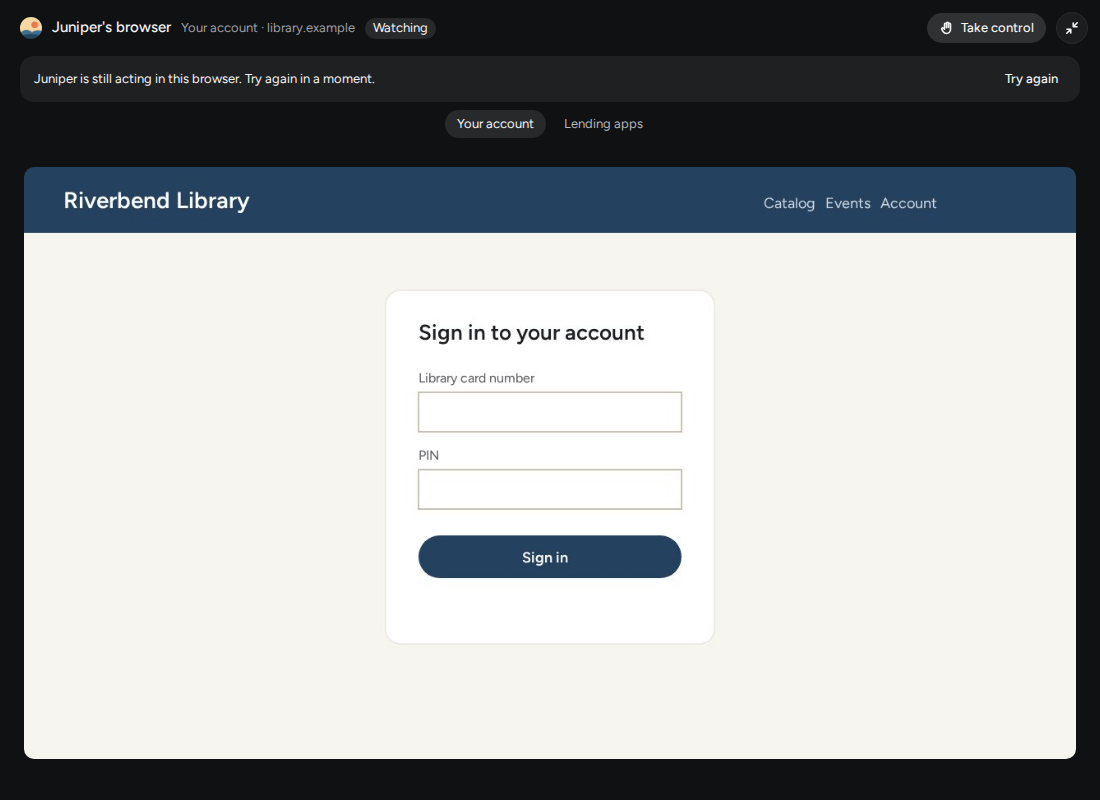 Juniper's browser Your account · library.example Watching Take control
Juniper is still acting in this browser. Try again in a moment. Try again
Your account Lending apps
Riverbend Library Catalog Events Account
Sign in to your account
Library card number
PIN
Sign in